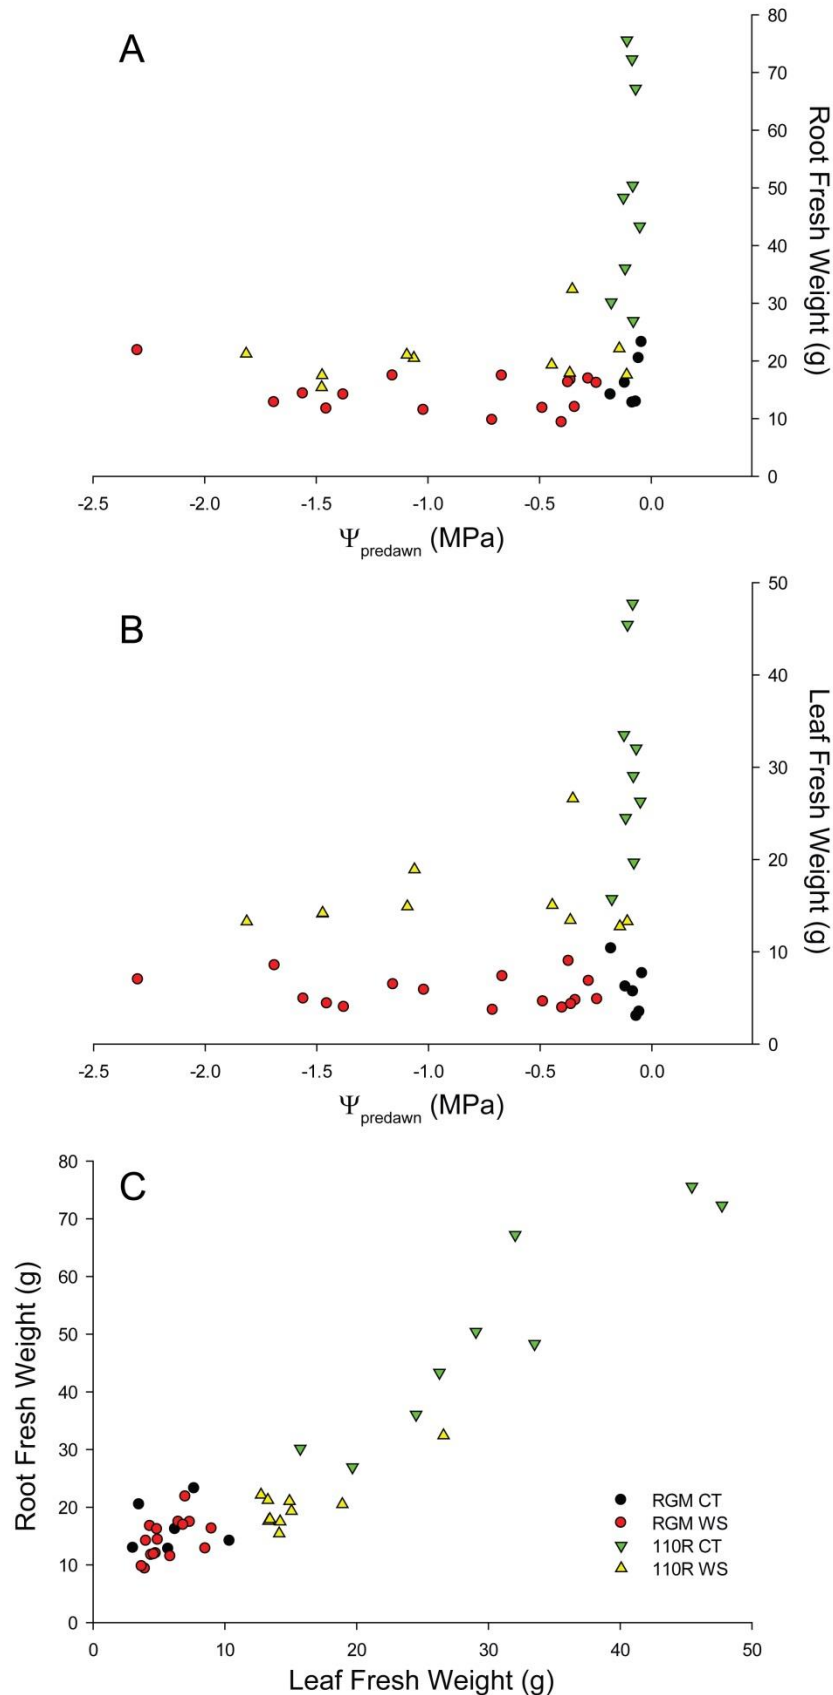 A
80
70
60
50
40
30
20
10
0
Root Fresh Weight (g)
-2.5 -2.0 -1.5 -1.0 -0.5 0.0
Ψpredawn (MPa)
B
50
40
30
20
10
0
Leaf Fresh Weight (g)
-2.5 -2.0 -1.5 -1.0 -0.5 0.0
Ψpredawn (MPa)
C
80
70
60
50
40
30
20
10
0
Root Fresh Weight (g)
RGM CT
RGM WS
110R CT
110R WS
0 10 20 30 40 50
Leaf Fresh Weight (g)